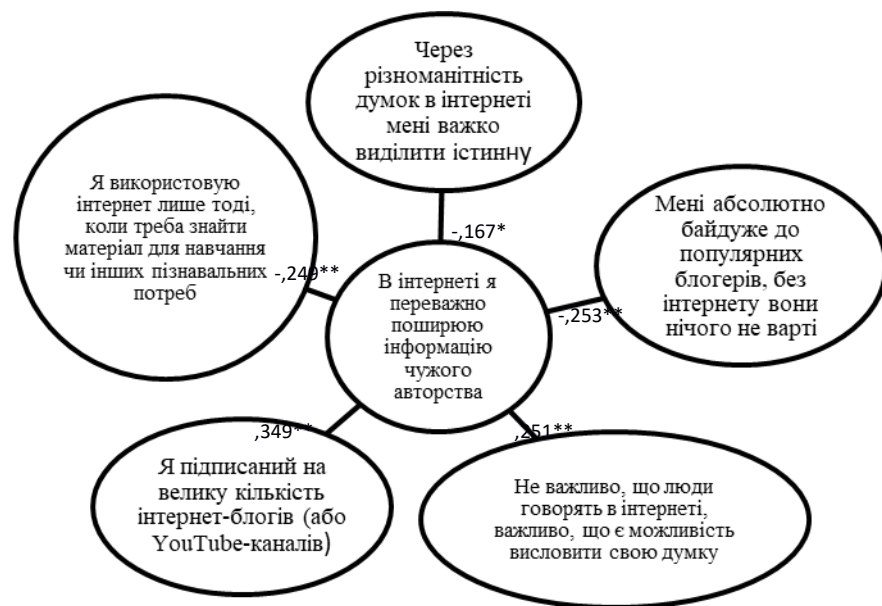 Через
різноманітність
думок в інтернеті
мені важко
виділити істинну
-,167*
Я використовую
інтернет лише тоді,
коли треба знайти
матеріал для навчання
чи інших пізнавальних
потреб
-,249**
Мені абсолютно
байдуже до
популярних
блогерів, без
інтернету вони
нічого не варті
-,253**
В інтернеті я
переважно
поширюю
інформацію
чужого
авторства
,349**
Я підписаний на
велику кількість
інтернет-блогів (або
YouTube-каналів)
,251**
Не важливо, що люди
говорять в інтернеті,
важливо, що є можливість
висловити свою думку